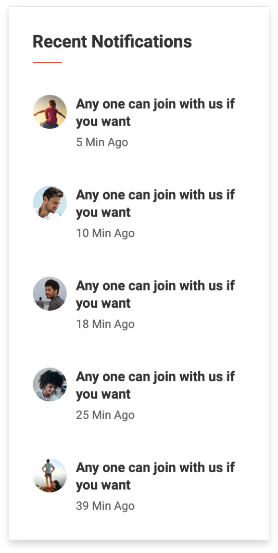 Recent Notifications
Any one can join with us if
you want
5 Min Ago
Any one can join with us if
you want
10 Min Ago
Any one can join with us if
you want
18 Min Ago
Any one can join with us if
you want
25 Min Ago
Any one can join with us if
you want
39 Min Ago